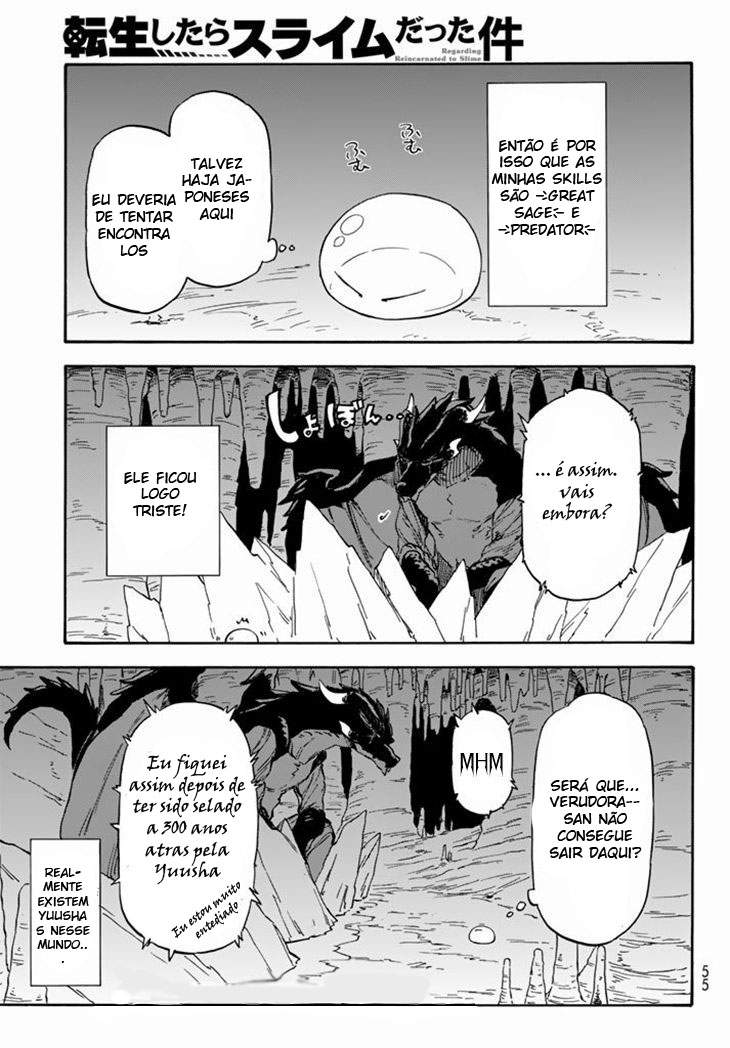 転生したらスライムだった件
Regarding
Reincarnated to Slime
ENTÃO É POR
ISSO QUE AS
MINHAS SKILLS
SÃO →GREAT
SAGE← E
→PREDATOR←
ふむ
ふむ
TALVEZ
HAJA JA-
PONESES
AQUI
EU DEVERIA
DE TENTAR
ENCONTRA
LOS
... é assim.
vais
embora?
しょぼん...
ELE FICOU
LOGO
TRISTE!
SERÁ QUE...
VERUDORA--
SAN NÃO
CONSEGUE
SAIR DAQUI?
MHM
Eu fiquei
assim depois de
ter sido selado
a 300 anos
atras pela
Yuusha
Eu estou muito
entediado
REAL-
MENTE
EXISTEM
YUUSHA
S NESSE
MUNDO..
.
55